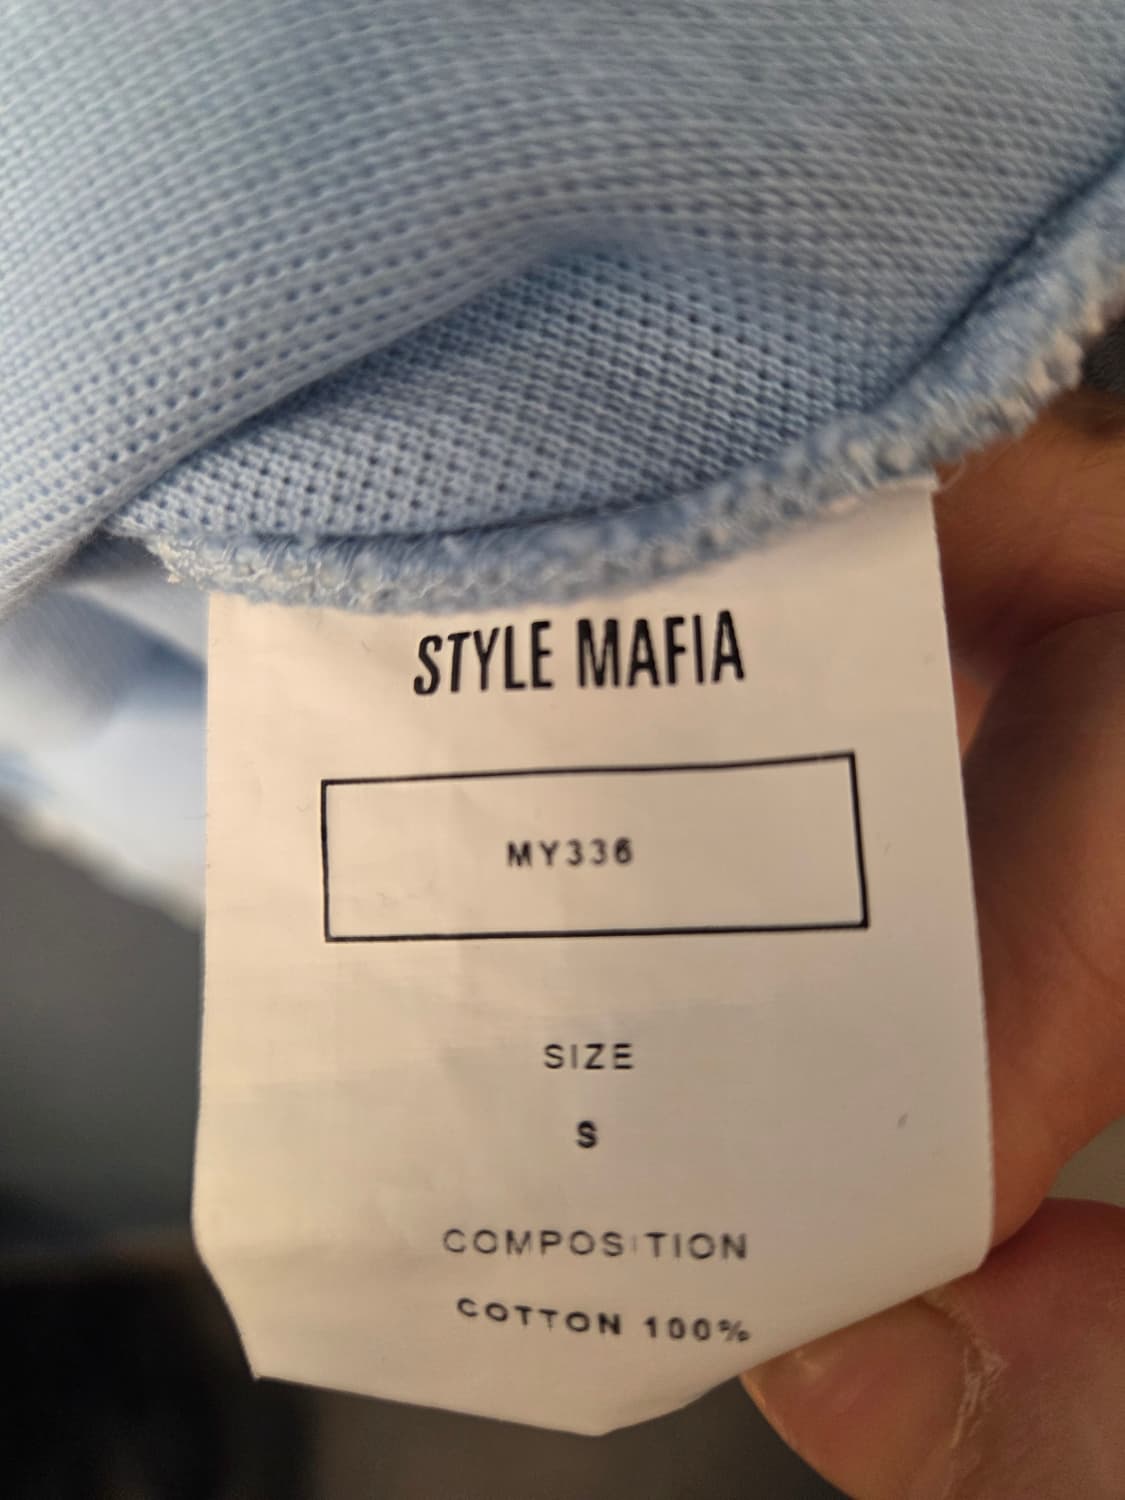 STYLE MAFIA
MY336
SIZE
S
COMPOSITION
COTTON 100%